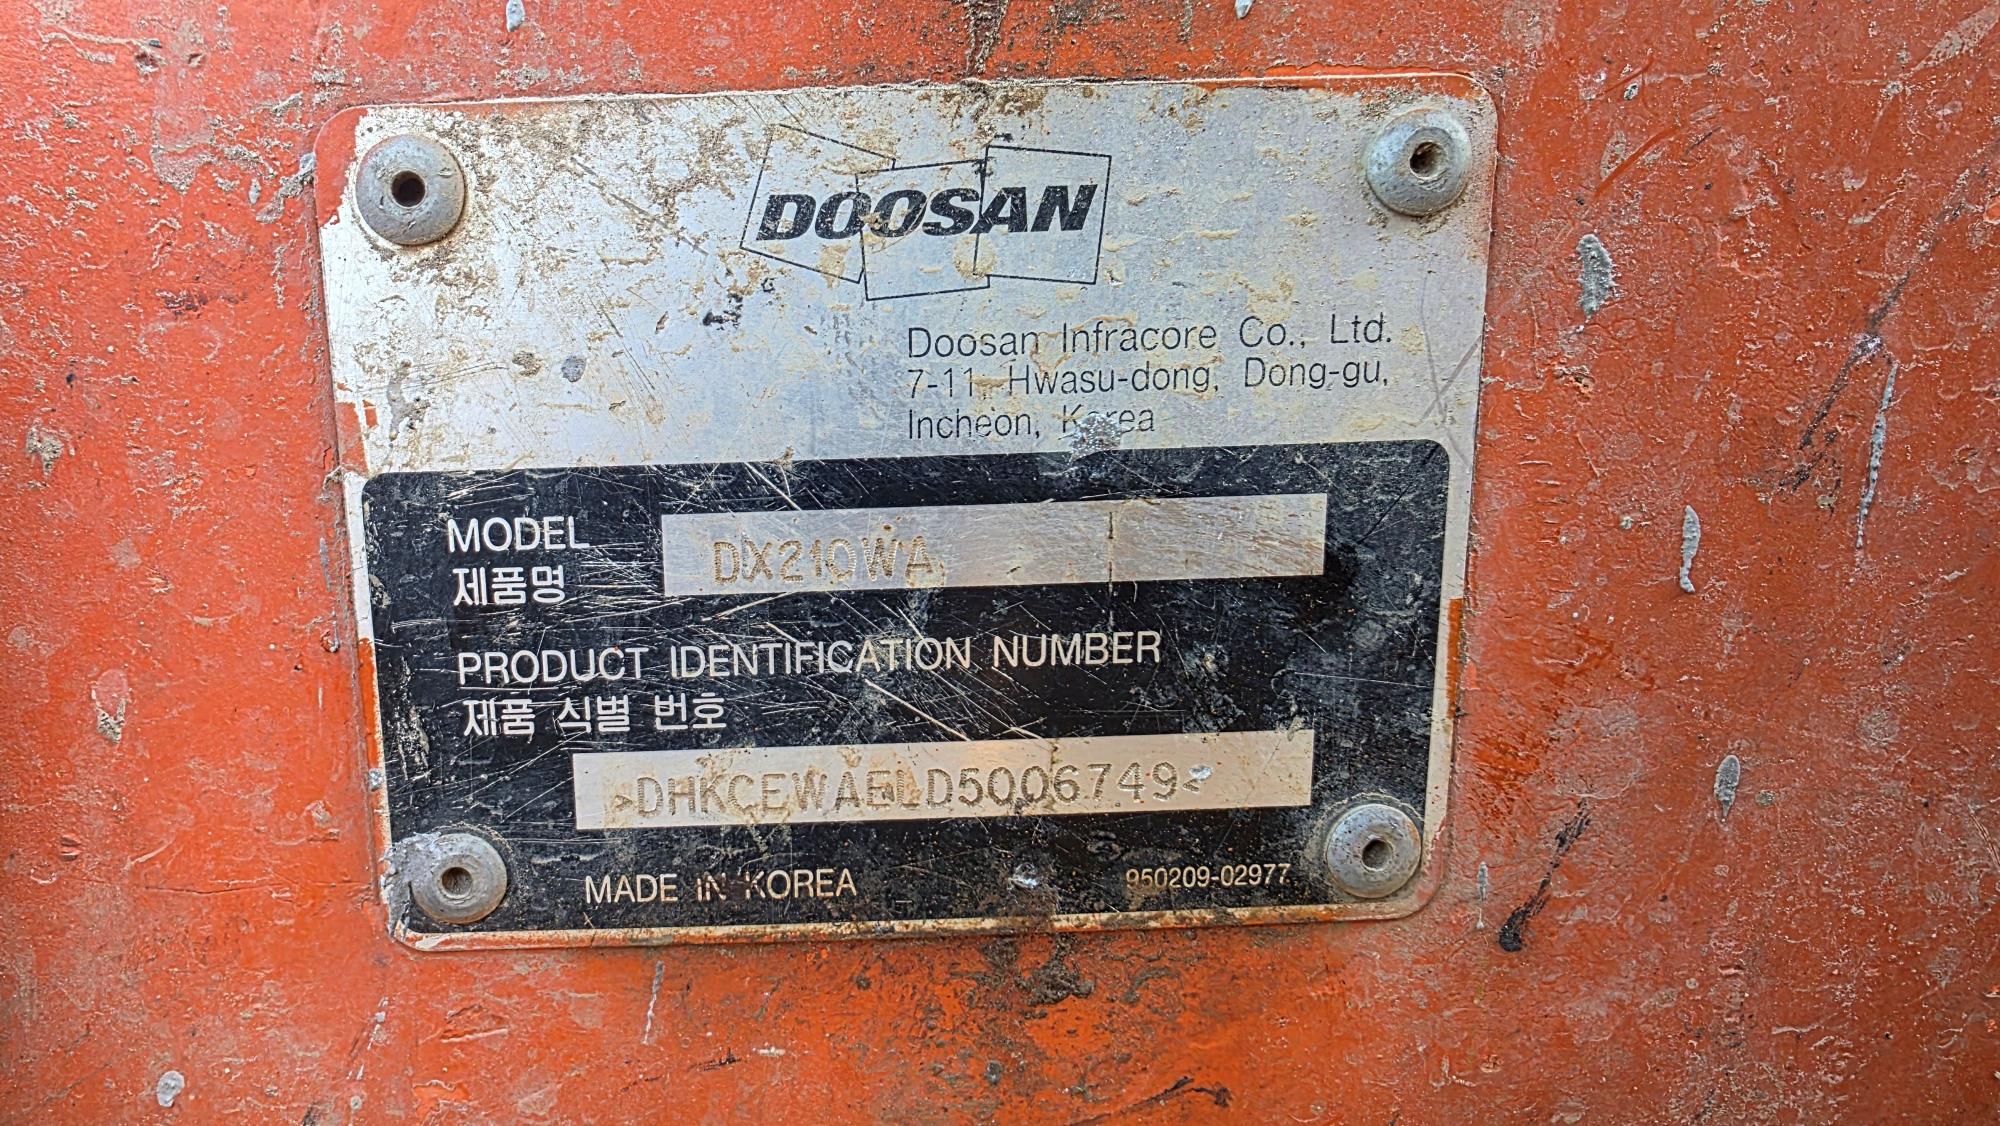 DOOSAN
Doosan Infracore Co., Ltd.
7-11, Hwasu-dong, Dong-gu,
Incheon, Korea
MODEL
제품명
DX210WA
PRODUCT IDENTIFICATION NUMBER
제품 식별 번호
>DHKCEWAELD5006749<
MADE IN KOREA
950209-02977